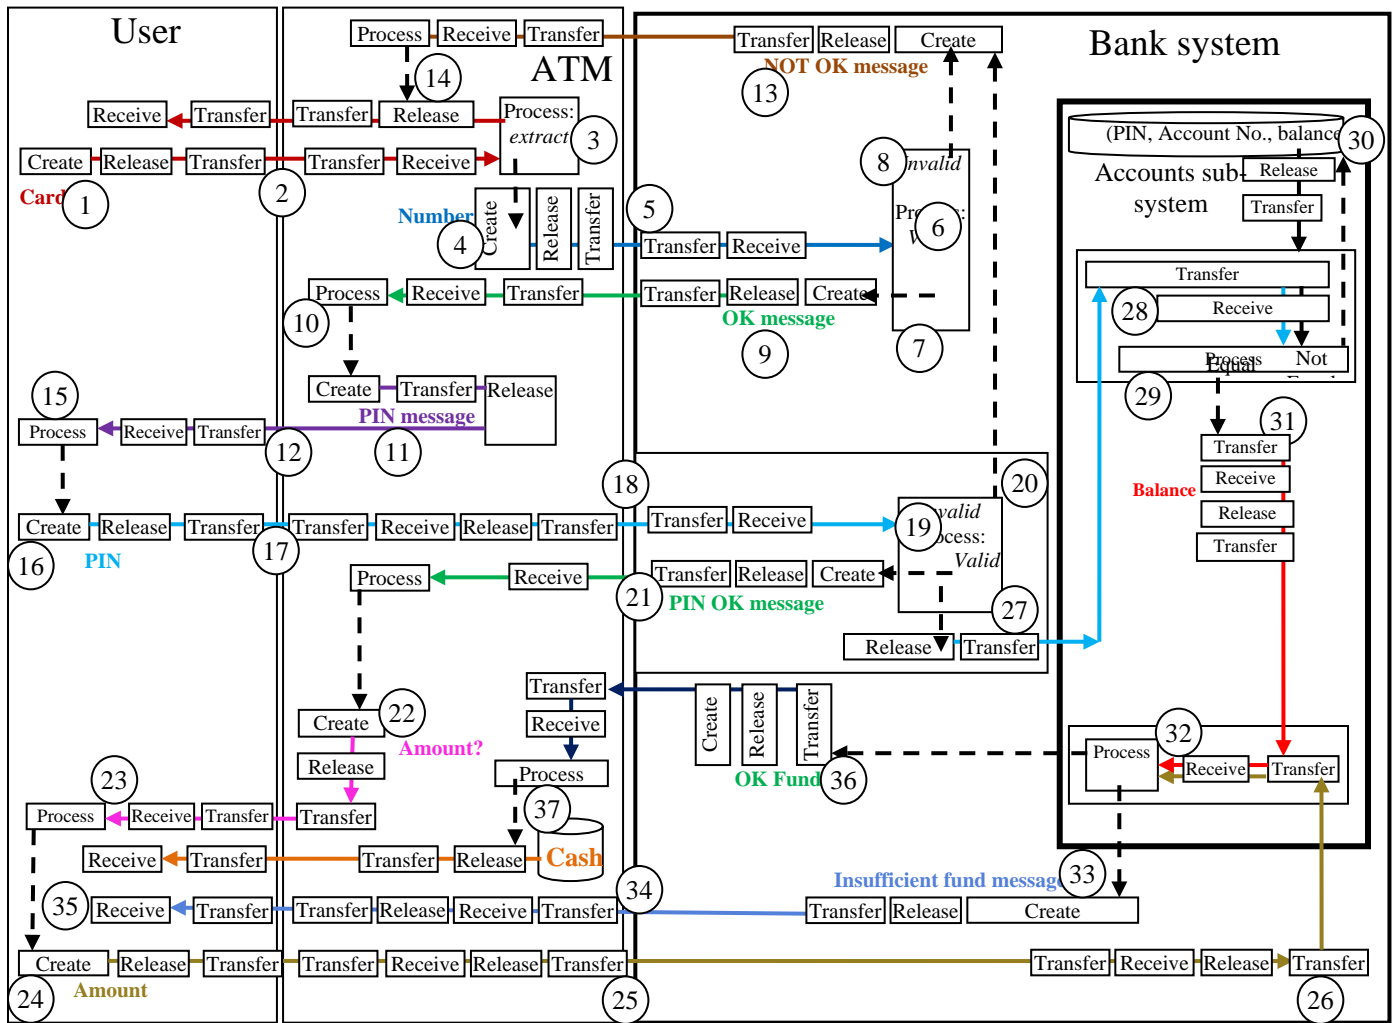 User
ATM
Bank system
Process
Receive
Transfer
Transfer
Release
Create
NOT OK message
14
13
Receive
Transfer
Transfer
Release
Process:
extract
3
Create
Release
Transfer
Transfer
Receive
Card
1
2
(PIN, Account No., balance
30
Accounts sub-
system
Release
Transfer
8
Invalid
6
7
Number
4
Create
Release
Transfer
5
Transfer
Receive
Process
Receive
Transfer
Transfer
Release
Create
OK message
10
9
Transfer
28
Receive
Process
Not
Equal
29
Create
Transfer
Release
PIN message
15
Process
Receive
Transfer
12
11
31
Transfer
Receive
Release
Transfer
Balance
18
20
Create
Release
Transfer
Transfer
Receive
Release
Transfer
Transfer
Receive
19
Valid
16
PIN
17
Process
Receive
21
Transfer
Release
Create
PIN OK message
27
Release
Transfer
Transfer
Receive
Process
Create
Release
Transfer
OK Fund
36
Create
22
Amount?
Release
Transfer
Process
32
Receive
Transfer
23
Process
Receive
Transfer
37
Cash
Receive
Transfer
Transfer
Release
Insufficient fund message
33
34
35
Receive
Transfer
Transfer
Release
Receive
Transfer
Transfer
Release
Create
Create
Release
Transfer
Transfer
Receive
Release
Transfer
Transfer
Receive
Release
Transfer
24
Amount
25
26